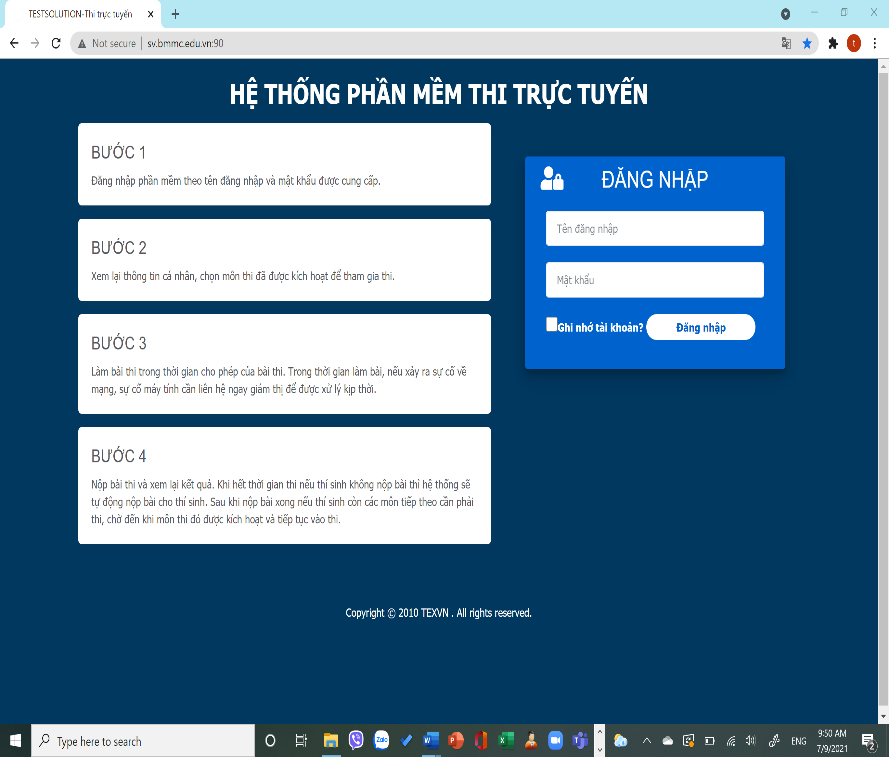 TESTSOLUTION-Thi trực tuyến
Not secure | sv.bmmc.edu.vn:90
t
HỆ THỐNG PHẦN MỀM THI TRỰC TUYẾN
BƯỚC 1
Đăng nhập phần mềm theo tên đăng nhập và mật khẩu được cung cấp.
BƯỚC 2
Xem lại thông tin cá nhân, chọn môn thi đã được kích hoạt để tham gia thi.
BƯỚC 3
Làm bài thi trong thời gian cho phép của bài thi. Trong thời gian làm bài, nếu xảy ra sự cố về
mạng, sự cố máy tính cần liên hệ ngay giám thị để được xử lý kịp thời.
BƯỚC 4
Nộp bài thi và xem lại kết quả. Khi hết thời gian thi nếu thí sinh không nộp bài thi hệ thống sẽ
tự động nộp bài cho thí sinh. Sau khi nộp bài xong nếu thí sinh còn các môn tiếp theo cần phải
thi, chờ đến khi môn thi đó được kích hoạt và tiếp tục vào thi.
ĐĂNG NHẬP
Tên đăng nhập
Mật khẩu
Ghi nhớ tài khoản? Đăng nhập
Copyright © 2010 TEXVN . All rights reserved.
Type here to search
Zalo
ENG
9:50 AM
7/9/2021
2